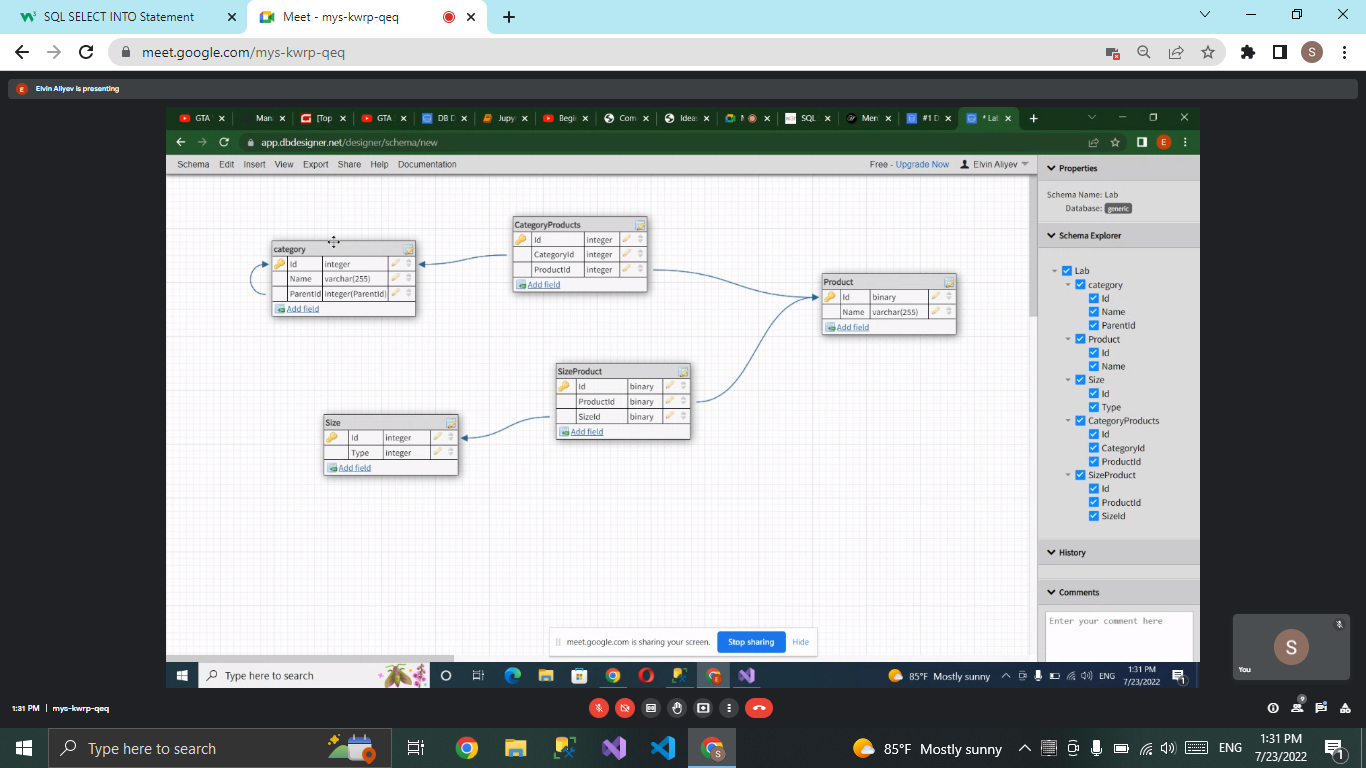 SQL SELECT INTO Statement
Meet - mys-kwrp-qeq
meet.google.com/mys-kwrp-qeq
S
E Elvin Aliyev is presenting
GTA
Man
[Top
GTA
DB D
Jupy
Begi
Com
Idea
SQL
Men
#1 D
* Lal
app.dbdesigner.net/designer/schema/new
E
Schema Edit Insert View Export Share Help Documentation
Free - Upgrade Now Elvin Aliyev
category
Id integer
Name varchar(255)
ParentId integer(ParentId)
Add field
CategoryProducts
Id integer
CategoryId integer
ProductId integer
Add field
Product
Id binary
Name varchar(255)
Add field
SizeProduct
Id binary
ProductId binary
SizeId binary
Add field
Size
Id integer
Type integer
Add field
Properties
Schema Name: Lab
Database: generic
Schema Explorer
Lab
category
Id
Name
ParentId
Product
Id
Name
Size
Id
Type
CategoryProducts
Id
CategoryId
ProductId
SizeProduct
Id
ProductId
SizeId
History
Comments
Enter your comment here
meet.google.com is sharing your screen. Stop sharing Hide
Type here to search
85°F Mostly sunny
ENG
1:31 PM
7/23/2022
1
S
You
1:31 PM | mys-kwrp-qeq
9
Type here to search
S
85°F Mostly sunny
ENG
1:31 PM
7/23/2022
1